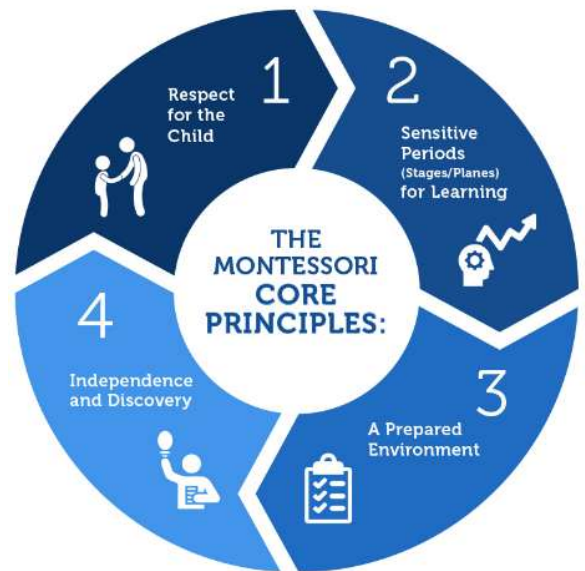 THE
MONTESSORI
CORE
PRINCIPLES:
1
Respect
for the
Child
2
Sensitive
Periods
(Stages/Planes)
for Learning
3
A Prepared
Environment
4
Independence
and Discovery